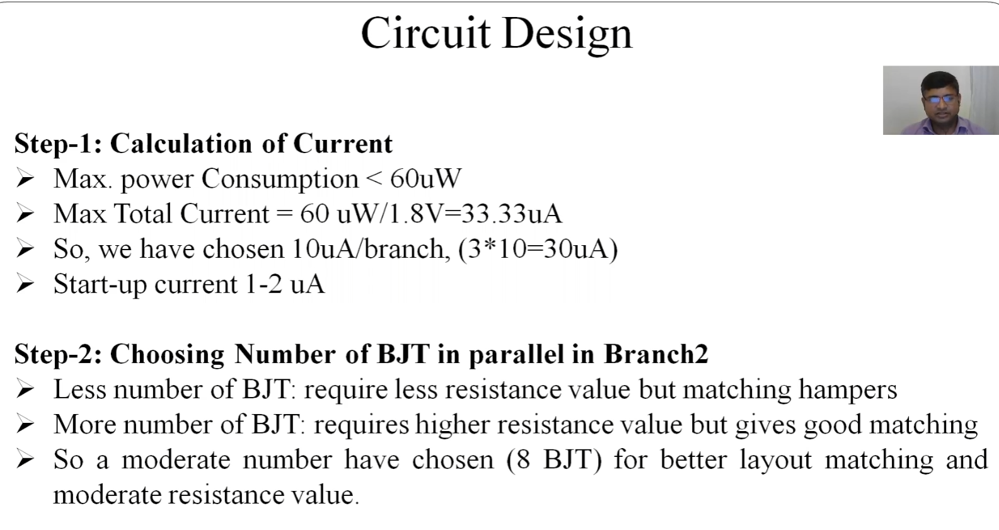 Circuit Design
Step-1: Calculation of Current
➢ Max. power Consumption < 60uW
➢ Max Total Current = 60 uW/1.8V=33.33uA
➢ So, we have chosen 10uA/branch, (3*10=30uA)
➢ Start-up current 1-2 uA
Step-2: Choosing Number of BJT in parallel in Branch2
➢ Less number of BJT: require less resistance value but matching hampers
➢ More number of BJT: requires higher resistance value but gives good matching
➢ So a moderate number have chosen (8 BJT) for better layout matching and
moderate resistance value.